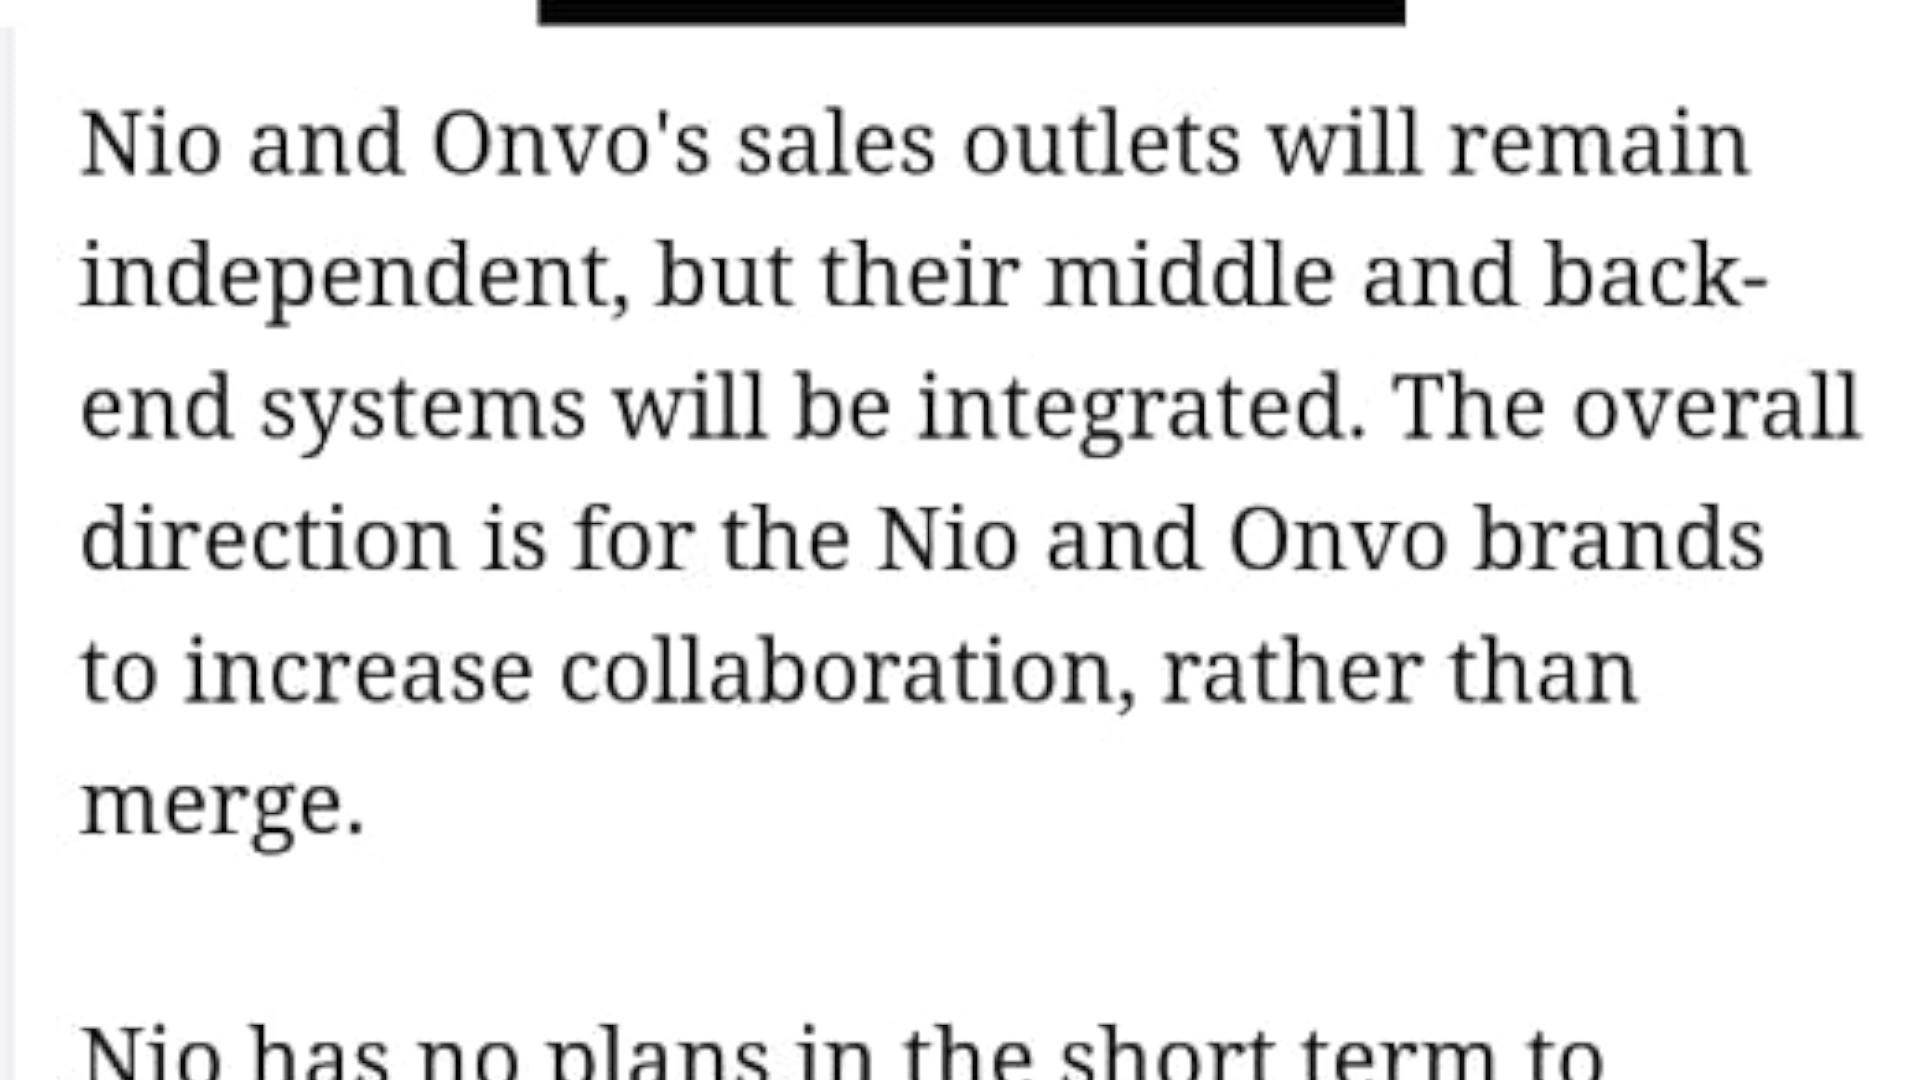 Nio and Onvo's sales outlets will remain
independent, but their middle and back-
end systems will be integrated. The overall
direction is for the Nio and Onvo brands
to increase collaboration, rather than
merge.
Nio has no plans in the short term to